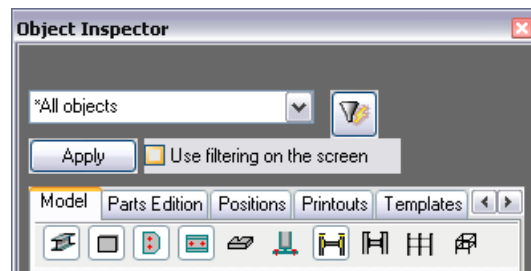 Object Inspector
*All objects
Apply Use filtering on the screen
Model Parts Edition Positions Printouts Templates